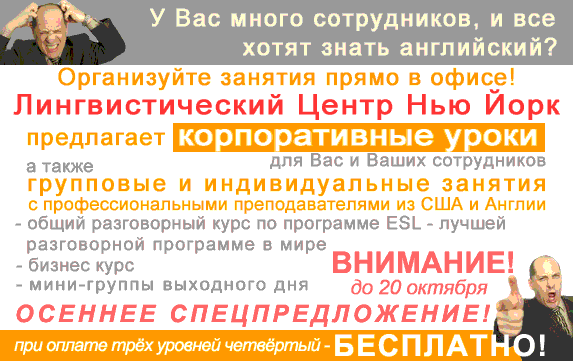 У Вас много сотрудников, и все
хотят знать английский?
Организуйте занятия прямо в офисе!
Лингвистический Центр Нью Йорк
предлагает корпоративные уроки
а также для Вас и Ваших сотрудников
групповые и индивидуальные занятия
с профессиональными преподавателями из США и Англии
- общий разговорный курс по программе ESL - лучшей
разговорной программе в мире
- бизнес курс
- мини-группы выходного дня
ВНИМАНИЕ!
до 20 октября
ОСЕННЕЕ СПЕЦПРЕДЛОЖЕНИЕ!
при оплате трёх уровней четвёртый - БЕСПЛАТНО!